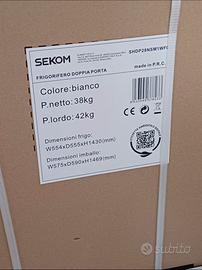 SEKOM
SHDP28NSM1WF
FRIGORIFERO DOPPIA PORTA
made in P.R.C.
Colore:bianco
P.netto: 38kg
P.lordo: 42kg
Dimensioni frigo:
W554xD555xH1430(mm)
Dimensioni imballo:
W575xD590xH1469(mm)
subito